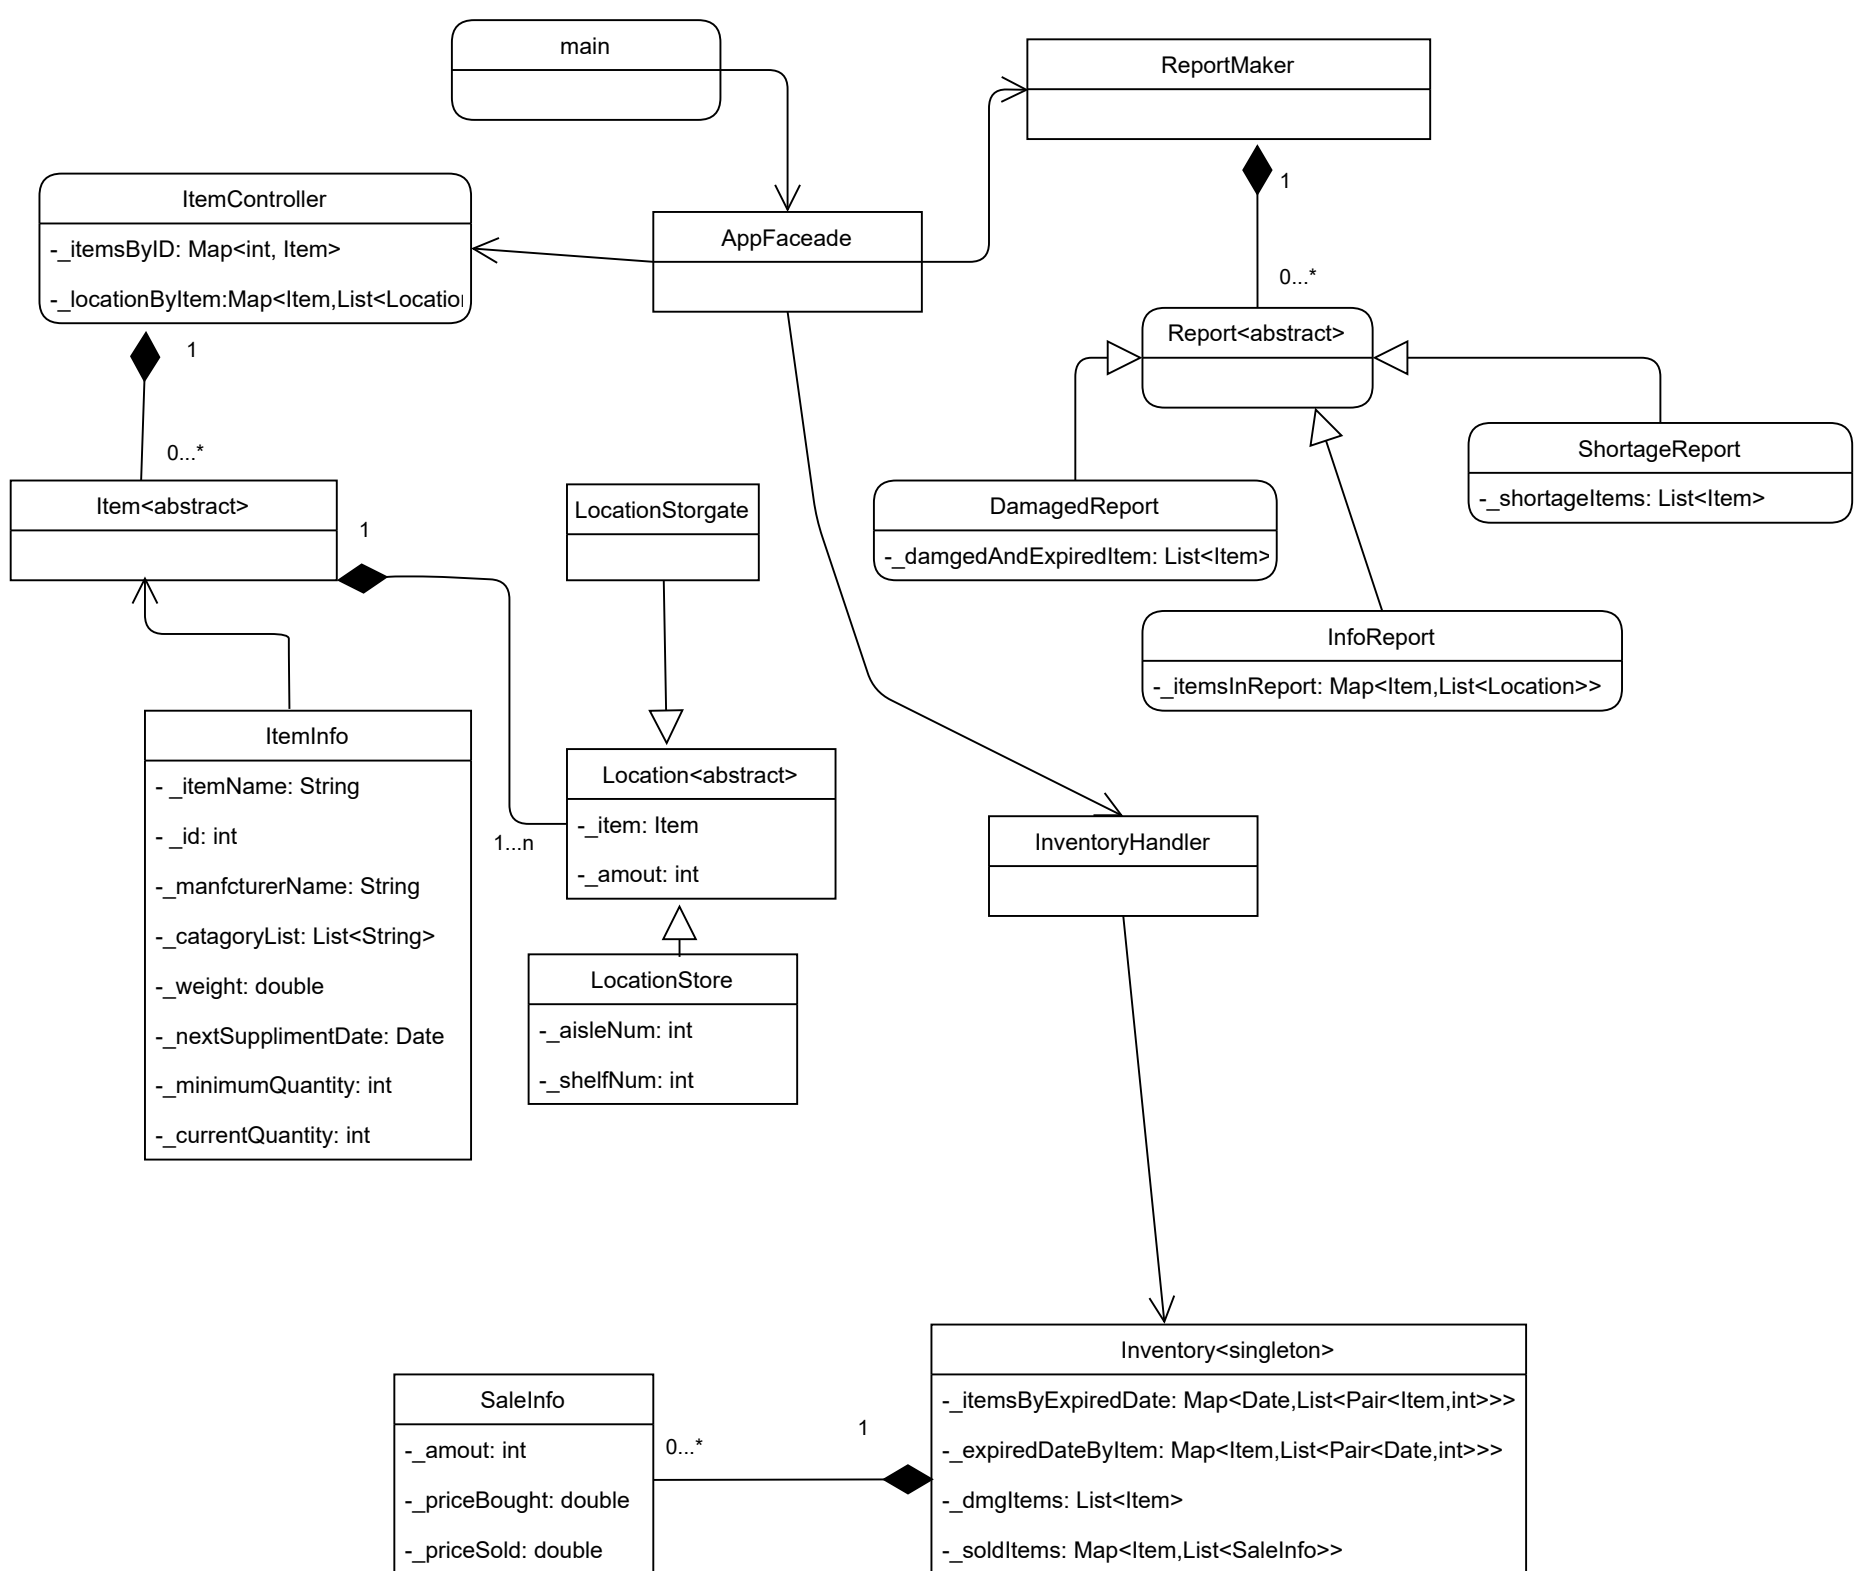 main
ReportMaker
1
0...*
ItemController
-_itemsByID: Map<int, Item>
-_locationByItem:Map<Item,List<Location
1
0...*
AppFaceade
Report<abstract>
ShortageReport
-_shortageItems: List<Item>
DamagedReport
-_damgedAndExpiredItem: List<Item>
InfoReport
-_itemsInReport: Map<Item,List<Location>>
Item<abstract>
1
1...n
LocationStorgate
ItemInfo
- _itemName: String
- _id: int
-_manfcturerName: String
-_catagoryList: List<String>
-_weight: double
-_nextSupplimentDate: Date
-_minimumQuantity: int
-_currentQuantity: int
Location<abstract>
-_item: Item
-_amout: int
LocationStore
-_aisleNum: int
-_shelfNum: int
InventoryHandler
SaleInfo
-_amout: int
-_priceBought: double
-_priceSold: double
0...*
1
Inventory<singleton>
-_itemsByExpiredDate: Map<Date,List<Pair<Item,int>>>
-_expiredDateByItem: Map<Item,List<Pair<Date,int>>>
-_dmgItems: List<Item>
-_soldItems: Map<Item,List<SaleInfo>>